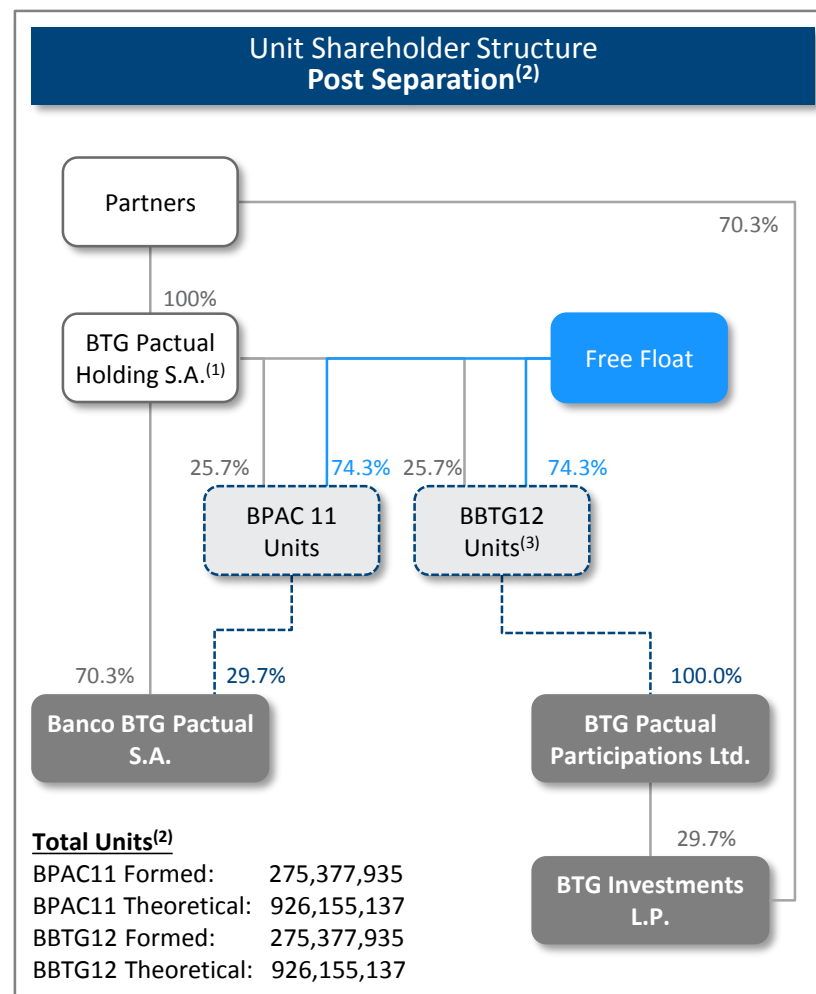 Unit Shareholder Structure
Post Separation(2)
Partners
70.3%
100%
BTG Pactual
Holding S.A.(1)
Free Float
25.7%
74.3%
25.7%
74.3%
BPAC 11
Units
BBTG12
Units(3)
70.3%
29.7%
100.0%
Banco BTG Pactual
S.A.
BTG Pactual
Participations Ltd.
29.7%
BTG Investments
L.P.
Total Units(2)
BPAC11 Formed: 275,377,935
BPAC11 Theoretical: 926,155,137
BBTG12 Formed: 275,377,935
BBTG12 Theoretical: 926,155,137